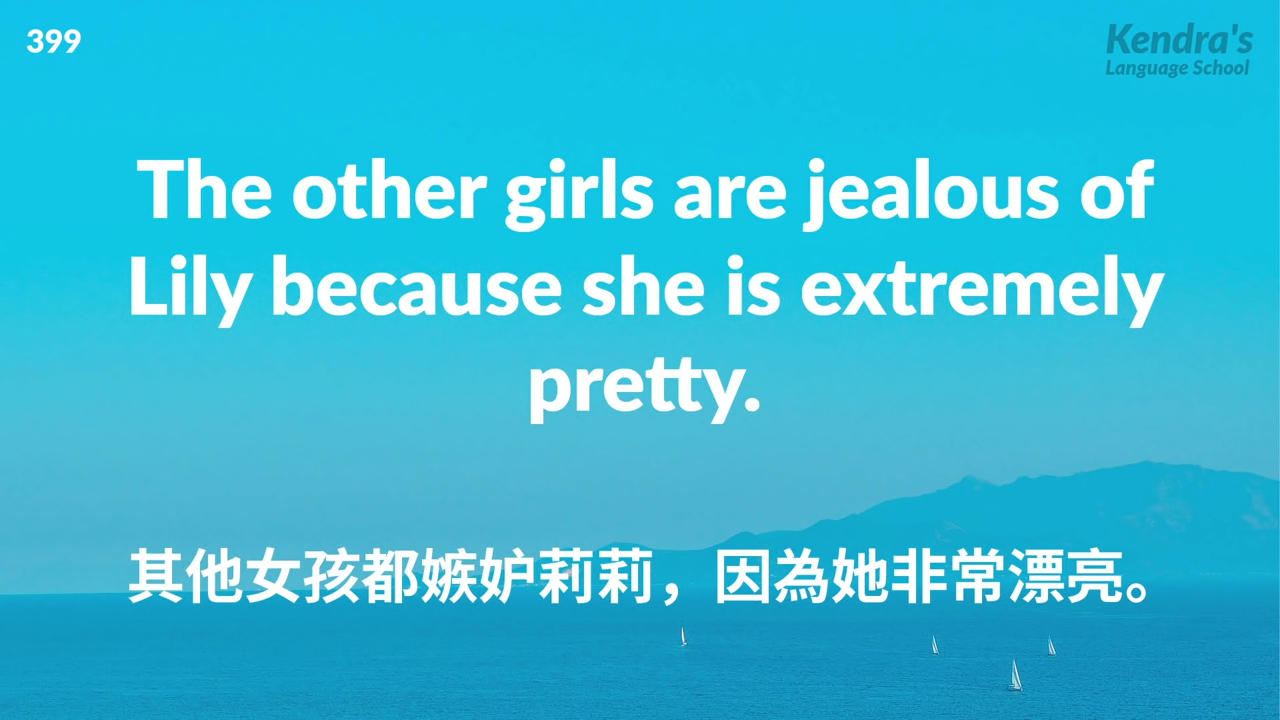 399
Kendra's
Language School
The other girls are jealous of
Lily because she is extremely
pretty.
其他女孩都嫉妒莉莉，因為她非常漂亮。